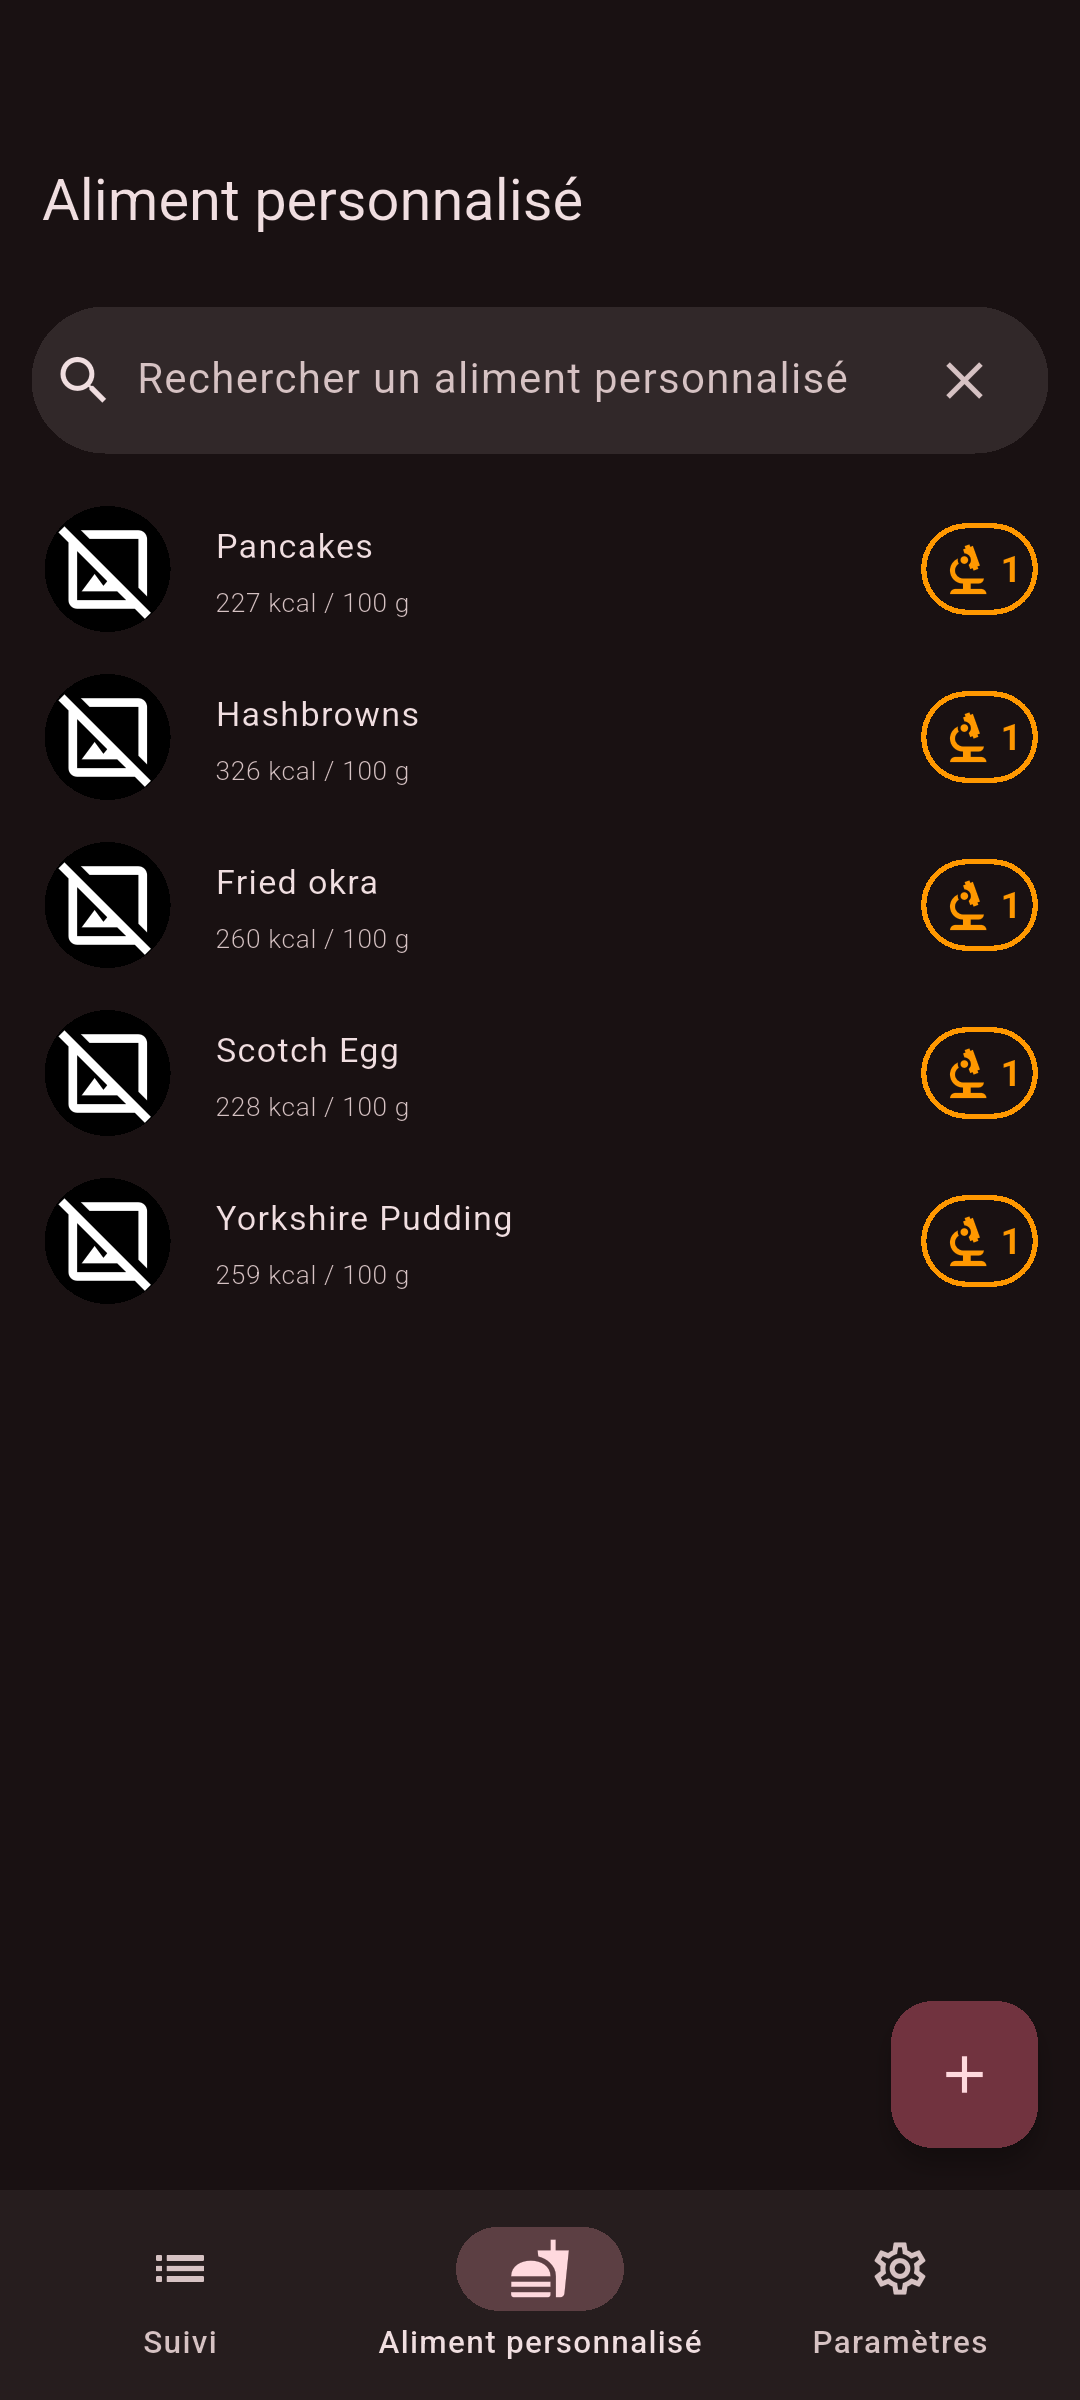 Aliment personnalisé
Rechercher un aliment personnalisé
Pancakes
227 kcal / 100 g
1
Hashbrowns
326 kcal / 100 g
1
Fried okra
260 kcal / 100 g
1
Scotch Egg
228 kcal / 100 g
1
Yorkshire Pudding
259 kcal / 100 g
1
Suivi
Aliment personnalisé
Paramètres